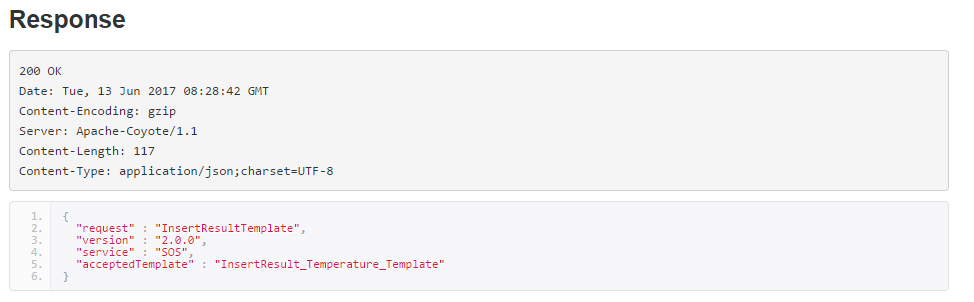 Response
200 OK
Date: Tue, 13 Jun 2017 08:28:42 GMT
Content-Encoding: gzip
Server: Apache-Coyote/1.1
Content-Length: 117
Content-Type: application/json;charset=UTF-8
1. {
2. "request" : "InsertResultTemplate",
3. "version" : "2.0.0",
4. "service" : "SOS",
5. "acceptedTemplate" : "InsertResult_Temperature_Template"
6. }